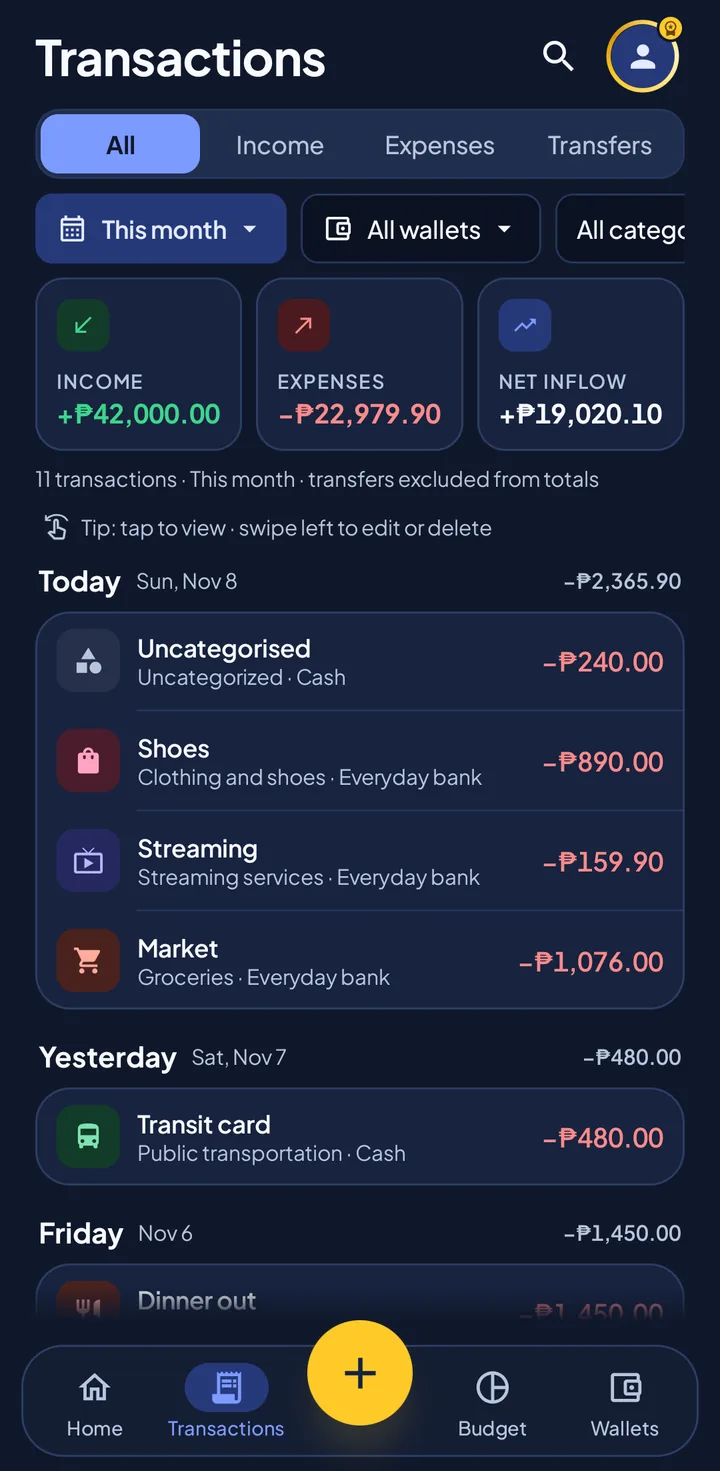 Transactions
All Income Expenses Transfers
This month All wallets All catego
INCOME EXPENSES NET INFLOW
+₱42,000.00 −₱22,979.90 +₱19,020.10
11 transactions · This month · transfers excluded from totals
Tip: tap to view · swipe left to edit or delete
Today Sun, Nov 8 −₱2,365.90
Uncategorised
Uncategorized · Cash
−₱240.00
Shoes
Clothing and shoes · Everyday bank
−₱890.00
Streaming
Streaming services · Everyday bank
−₱159.90
Market
Groceries · Everyday bank
−₱1,076.00
Yesterday Sat, Nov 7 −₱480.00
Transit card
Public transportation · Cash
−₱480.00
Friday Nov 6 −₱1,450.00
Dinner out
−₱1,450.00
Home Transactions Budget Wallets